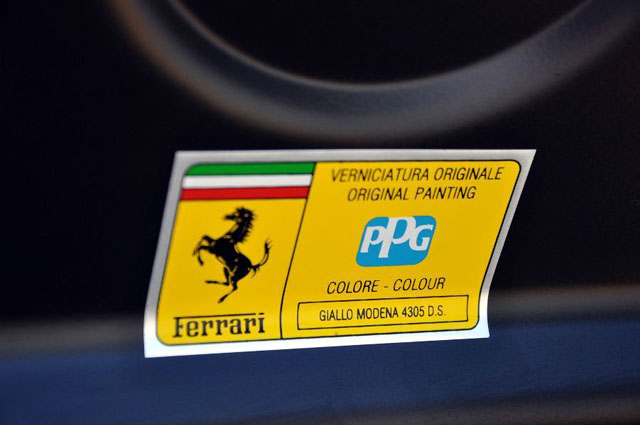 VERNICIATURA ORIGINALE
ORIGINAL PAINTING
PPG
COLORE - COLOUR
GIALLO MODENA 4305 D.S.
Ferrari